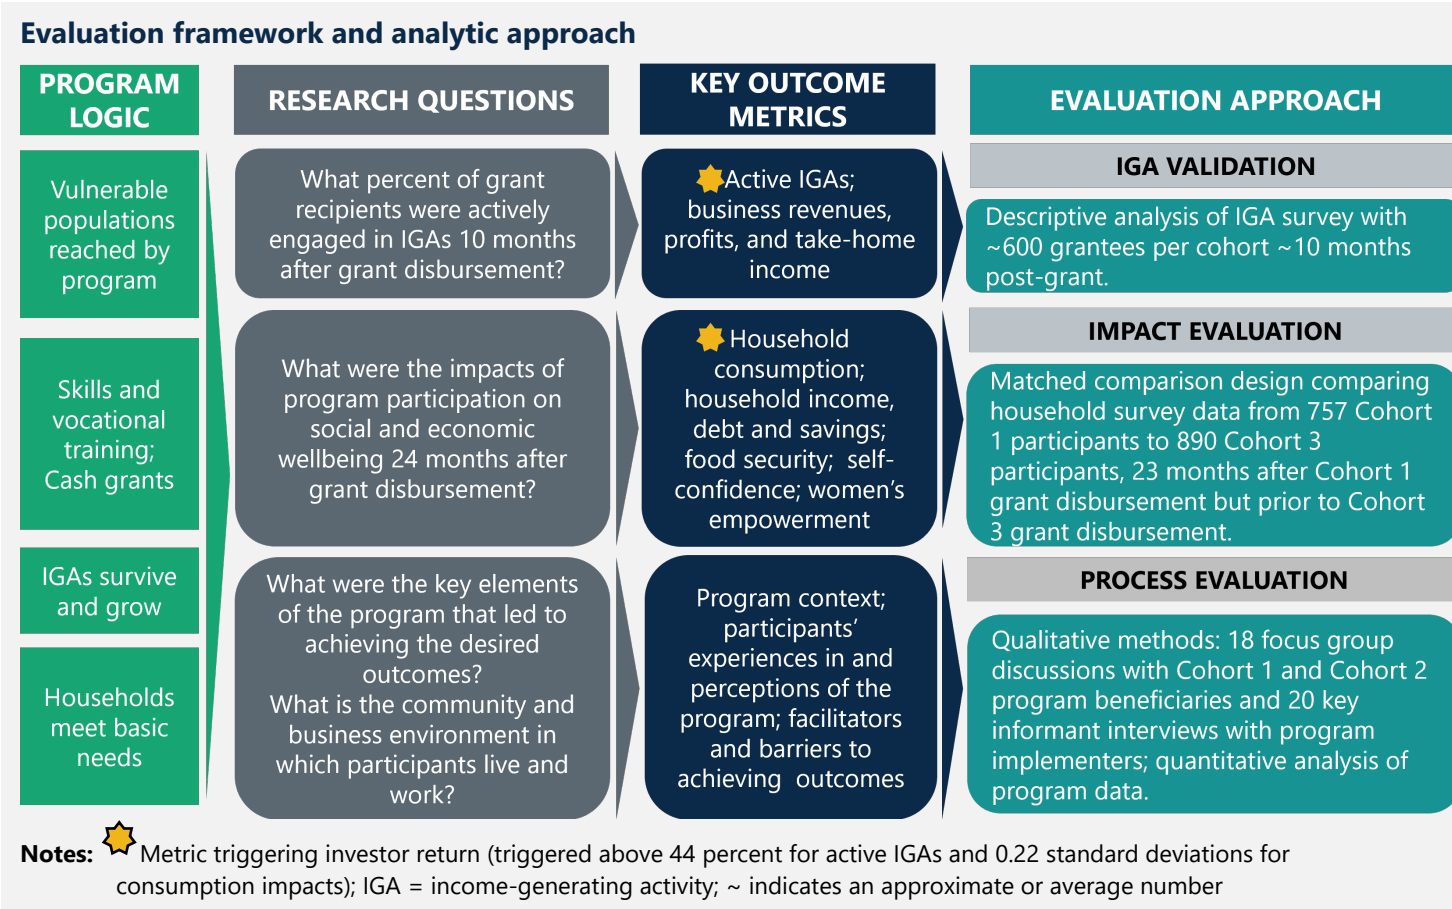 Evaluation framework and analytic approach
PROGRAM
LOGIC
RESEARCH QUESTIONS
KEY OUTCOME
METRICS
EVALUATION APPROACH
Vulnerable
populations
reached by
program
Skills and
vocational
training;
Cash grants
IGAs survive
and grow
Households
meet basic
needs
What percent of grant
recipients were actively
engaged in IGAs 10 months
after grant disbursement?
Active IGAs;
business revenues,
profits, and take-home
income
IGA VALIDATION
Descriptive analysis of IGA survey with
~600 grantees per cohort ~10 months
post-grant.
What were the impacts of
program participation on
social and economic
wellbeing 24 months after
grant disbursement?
Household
consumption;
household income,
debt and savings;
food security;  self-
confidence; women's
empowerment
IMPACT EVALUATION
Matched comparison design comparing
household survey data from 757 Cohort
1 participants to 890 Cohort 3
participants, 23 months after Cohort 1
grant disbursement but prior to Cohort
3 grant disbursement.
What were the key elements
of the program that led to
achieving the desired
outcomes?
What is the community and
business environment in
which participants live and
work?
Program context;
participants'
experiences in and
perceptions of the
program; facilitators
and barriers to
achieving  outcomes
PROCESS EVALUATION
Qualitative methods: 18 focus group
discussions with Cohort 1 and Cohort 2
program beneficiaries and 20 key
informant interviews with program
implementers; quantitative analysis of
program data.
Notes: Metric triggering investor return (triggered above 44 percent for active IGAs and 0.22 standard deviations for
consumption impacts); IGA = income-generating activity; ~ indicates an approximate or average number